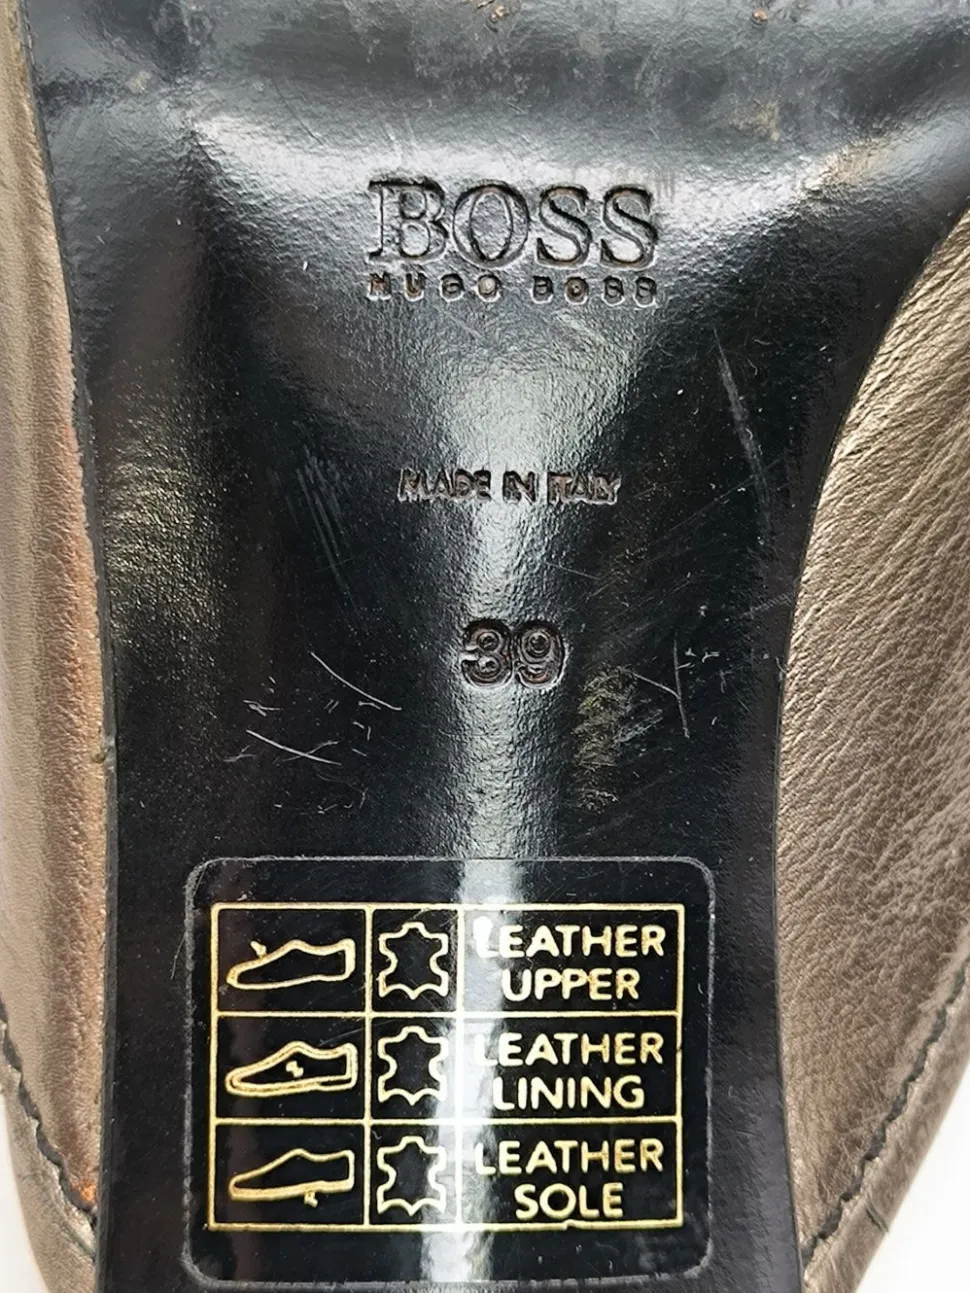 BOSS
HUGO BOSS
MADE IN ITALY
39
LEATHER
UPPER
LEATHER
LINING
LEATHER
SOLE